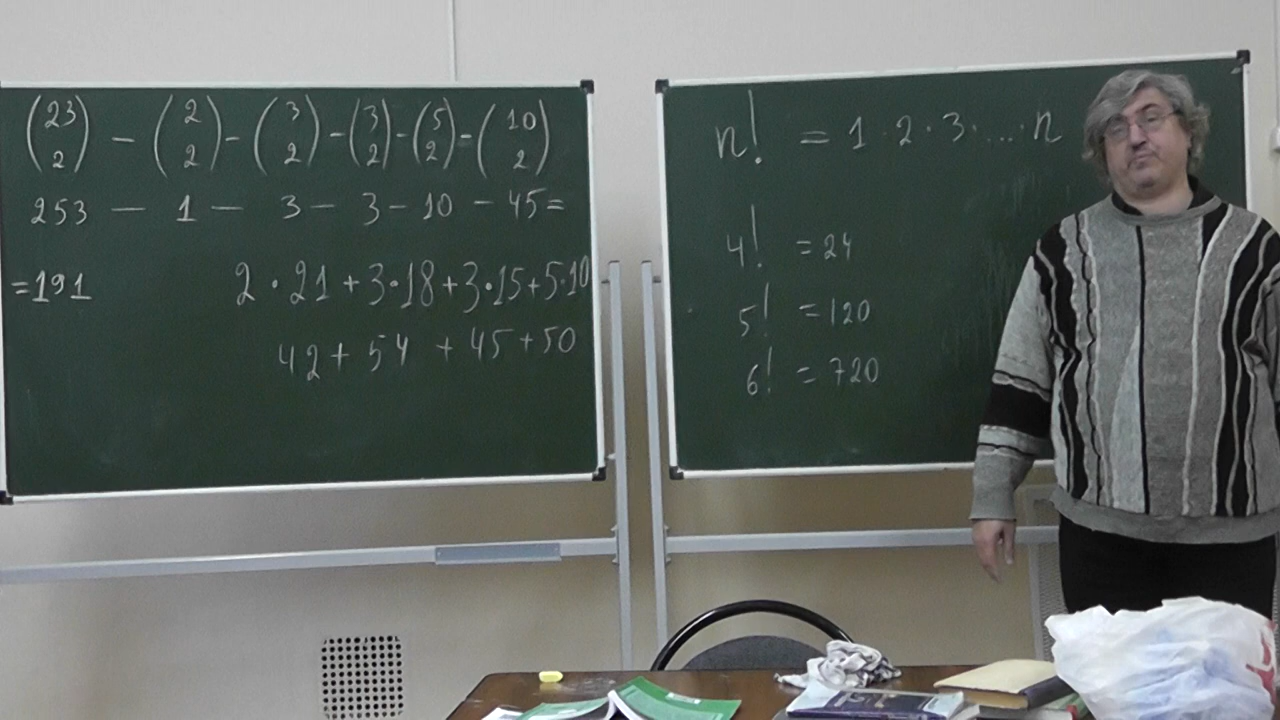 (23 2) – (2 2) - (3 2) - (3 2) - (5 2) - (10 2)
253 – 1 – 3 – 3 – 10 – 45 =
= 191
2 · 21 + 3 · 18 + 3 · 15 + 5 · 10
42 + 54 + 45 + 50
n! = 1 · 2 · 3 · ... · n
4! = 24
5! = 120
6! = 720